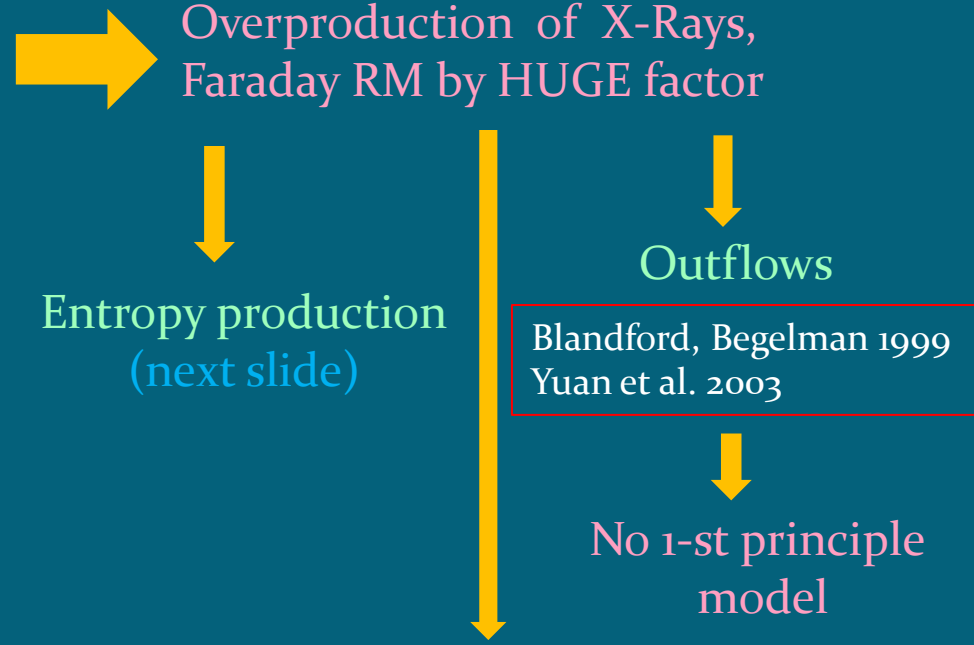 Overproduction of X-Rays,
Faraday RM by HUGE factor
Entropy production
(next slide)
Outflows
Blandford, Begelman 1999
Yuan et al. 2003
No 1-st principle
model